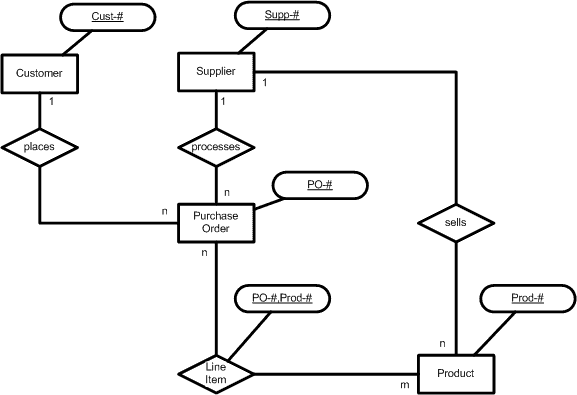 Cust-#
Supp-#
Customer
Supplier
1
1
1
places
processes
PO-#
n
n
Purchase
Order
sells
n
PO-#,Prod-#
Prod-#
n
Line
Item
Product
m